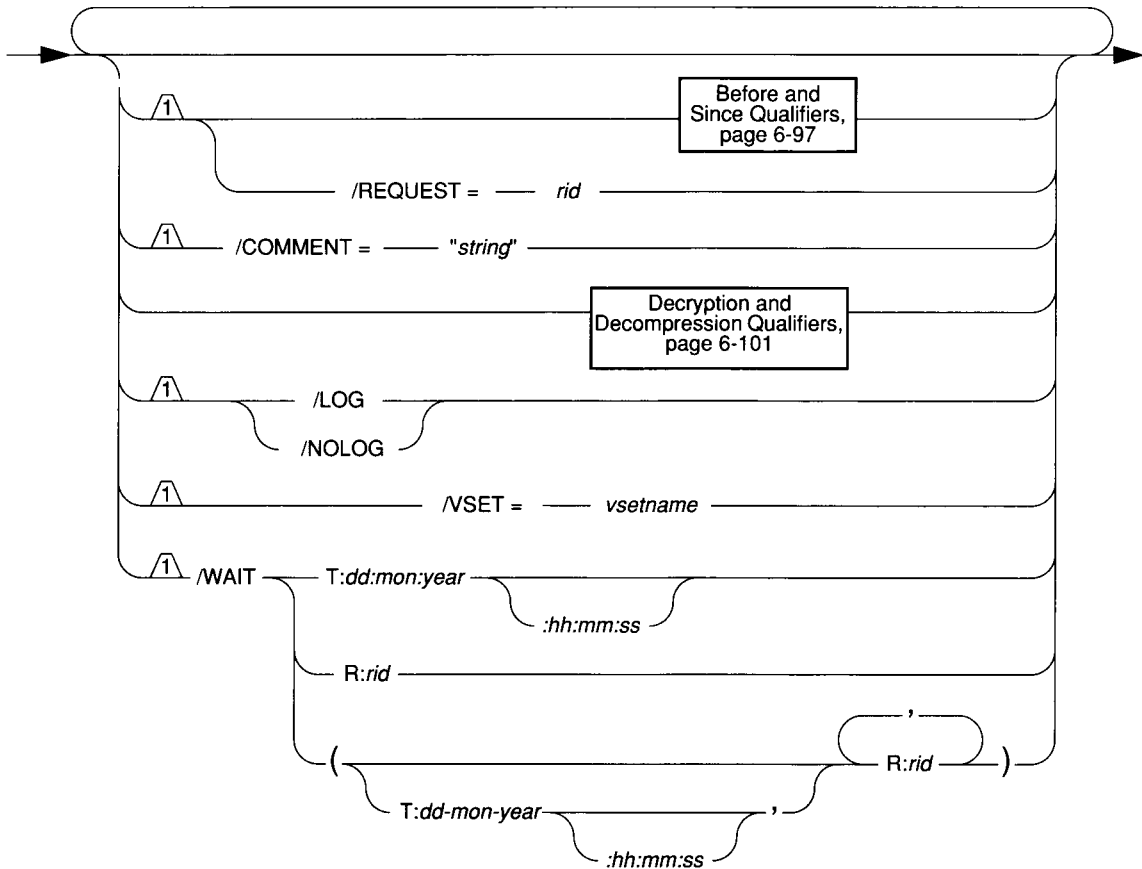 1
Before and
Since Qualifiers,
page 6-97
/REQUEST = rid
1
/COMMENT = "string"
Decryption and
Decompression Qualifiers,
page 6-101
1
/LOG
/NOLOG
1
/VSET = vsetname
1
/WAIT T:dd:mon:year
:hh:mm:ss
R:rid
,
( R:rid )
T:dd-mon-year ,
:hh:mm:ss